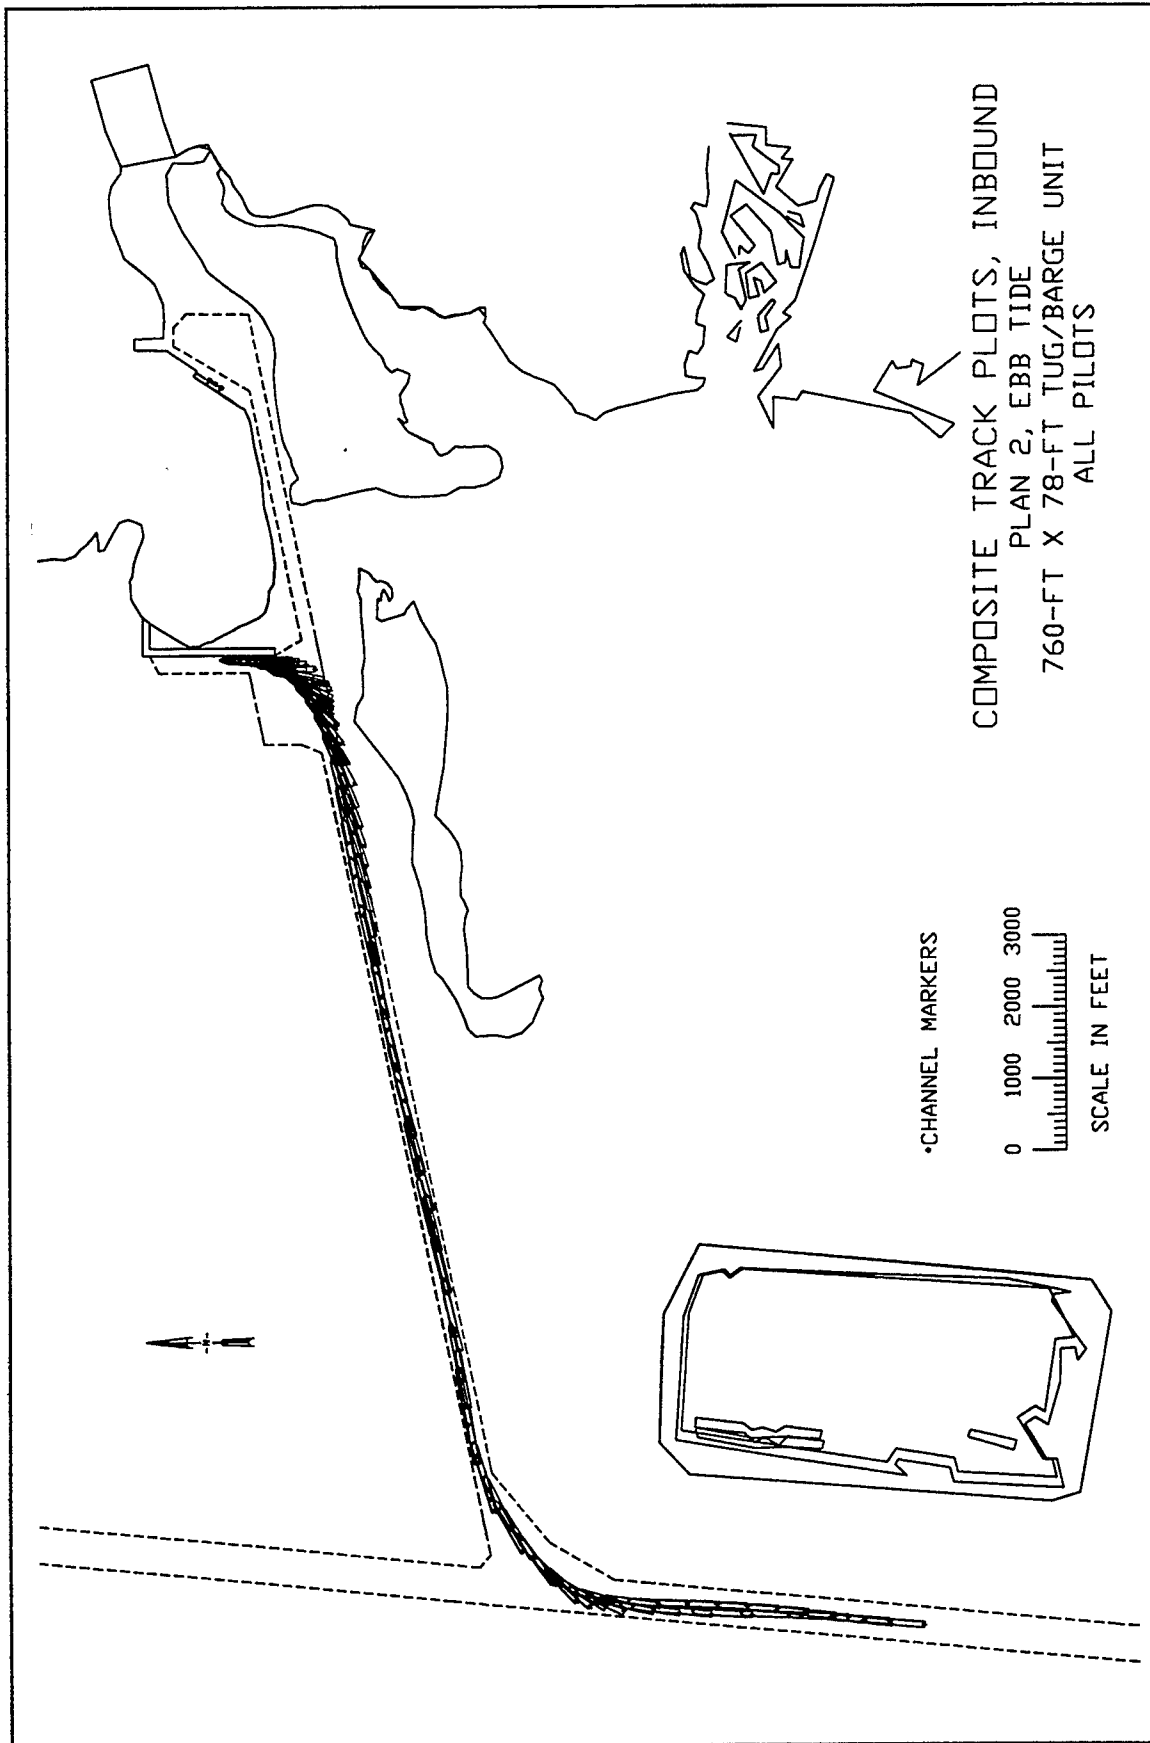 COMPOSITE TRACK PLOTS, INBOUND
PLAN 2, EBB TIDE
760-FT X 78-FT TUG/BARGE UNIT
ALL PILOTS
•CHANNEL MARKERS
0 1000 2000 3000
SCALE IN FEET
-N-